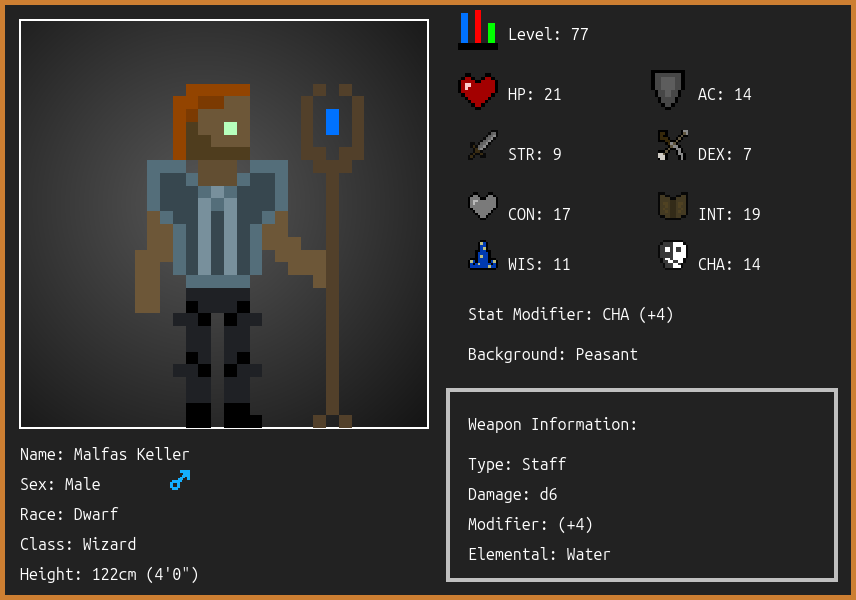 Level: 77
HP: 21
AC: 14
STR: 9
DEX: 7
CON: 17
INT: 19
WIS: 11
CHA: 14
Stat Modifier: CHA (+4)
Background: Peasant
Weapon Information:
Type: Staff
Damage: d6
Modifier: (+4)
Elemental: Water
Name: Malfas Keller
Sex: Male
Race: Dwarf
Class: Wizard
Height: 122cm (4'0")